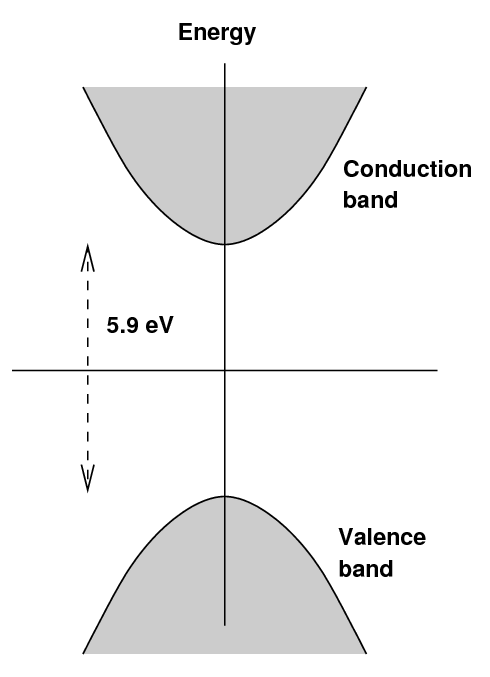 Energy
Conduction
band
5.9 eV
Valence
band